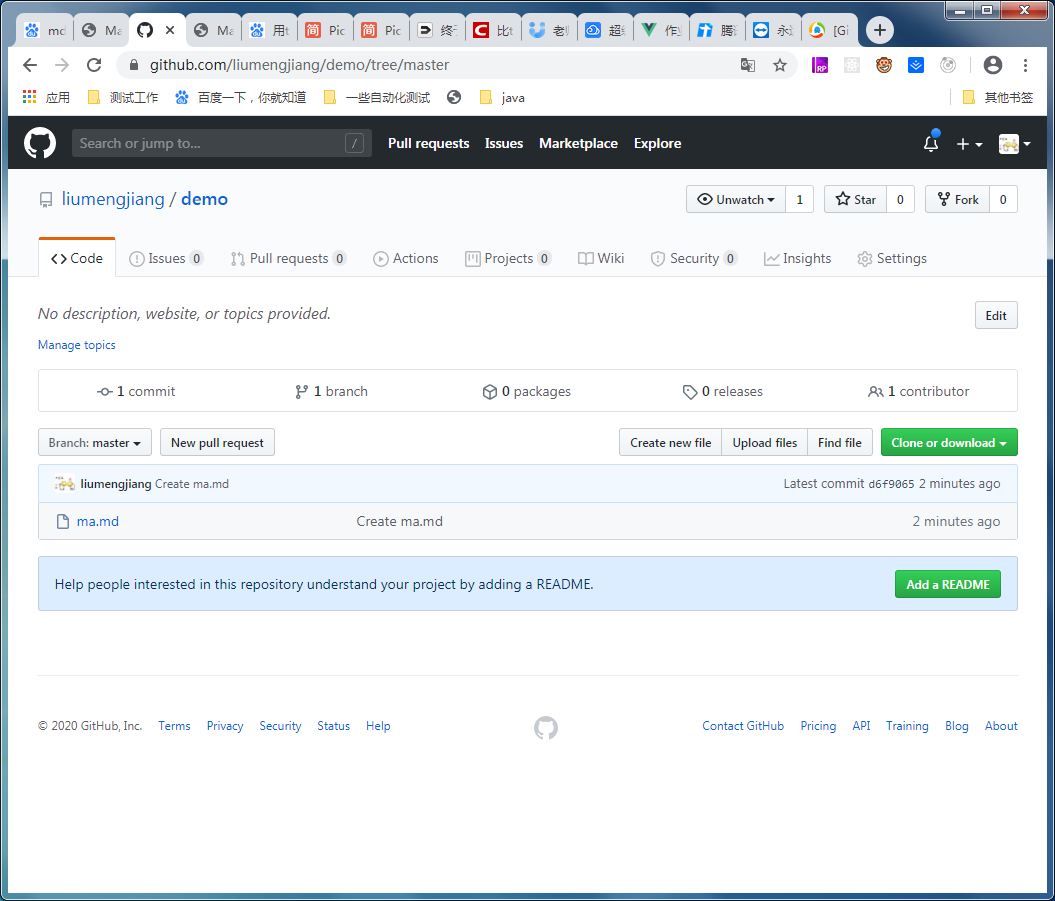 md Ma Ma 用t Pic Pic 终 比t 老 超 作 腾 永 [Gi
github.com/liumengjiang/demo/tree/master
应用 测试工作 百度一下，你就知道 一些自动化测试 java 其他书签
Search or jump to... / Pull requests Issues Marketplace Explore
liumengjiang / demo Unwatch 1 Star 0 Fork 0
Code Issues 0 Pull requests 0 Actions Projects 0 Wiki Security 0 Insights Settings
No description, website, or topics provided. Edit
Manage topics
1 commit 1 branch 0 packages 0 releases 1 contributor
Branch: master New pull request Create new file Upload files Find file Clone or download
liumengjiang Create ma.md Latest commit d6f9065 2 minutes ago
ma.md Create ma.md 2 minutes ago
Help people interested in this repository understand your project by adding a README. Add a README
© 2020 GitHub, Inc. Terms Privacy Security Status Help Contact GitHub Pricing API Training Blog About